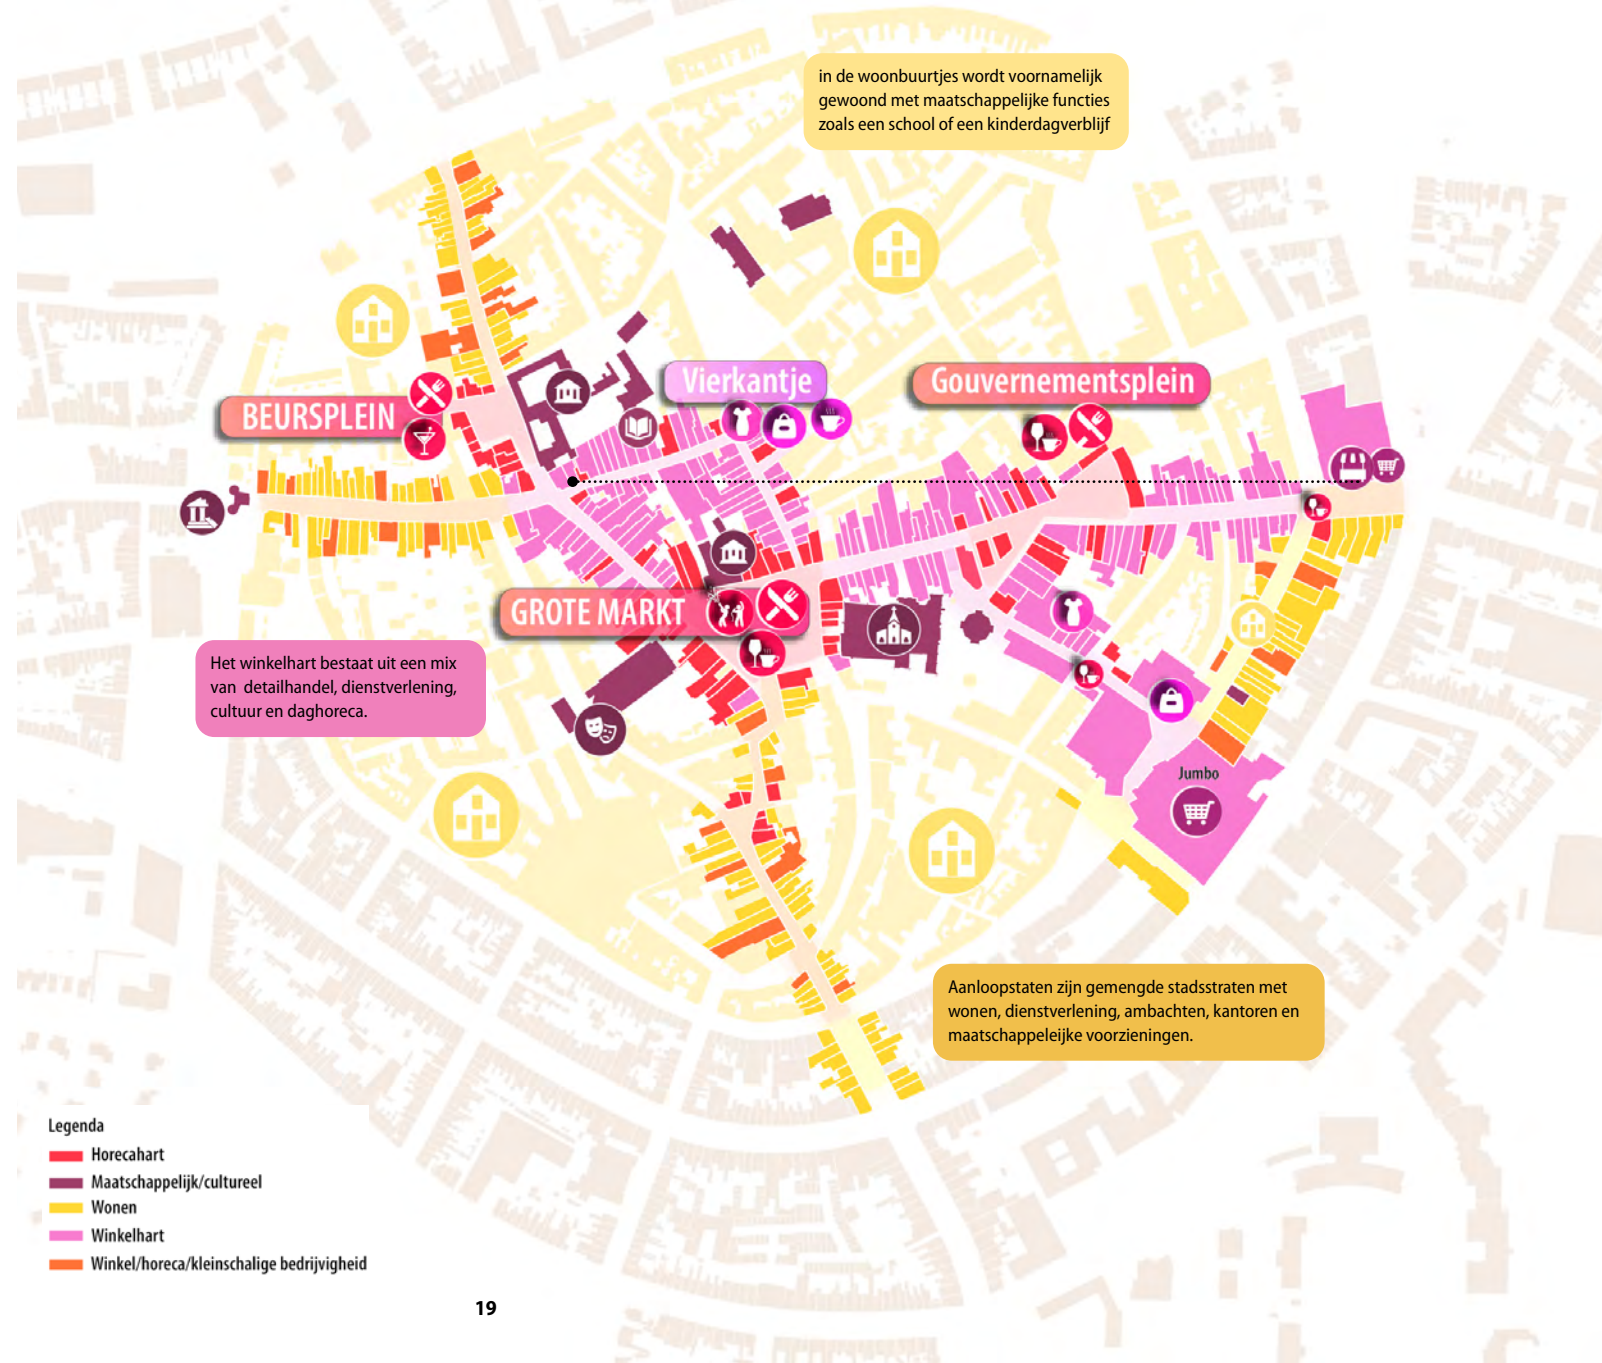 in de woonbuurtjes wordt voornamelijk
gewoond met maatschappelijke functies
zoals een school of een kinderdagverblijf
Vierkantje
Gouvernementsplein
BEURSPLEIN
GROTE MARKT
Het winkelhart bestaat uit een mix
van detailhandel, dienstverlening,
cultuur en daghoreca.
Jumbo
Aanloopstaten zijn gemengde stadsstraten met
wonen, dienstverlening, ambachten, kantoren en
maatschappeleijke voorzieningen.
Legenda
Horecahart
Maatschappelijk/cultureel
Wonen
Winkelhart
Winkel/horeca/kleinschalige bedrijvigheid
19